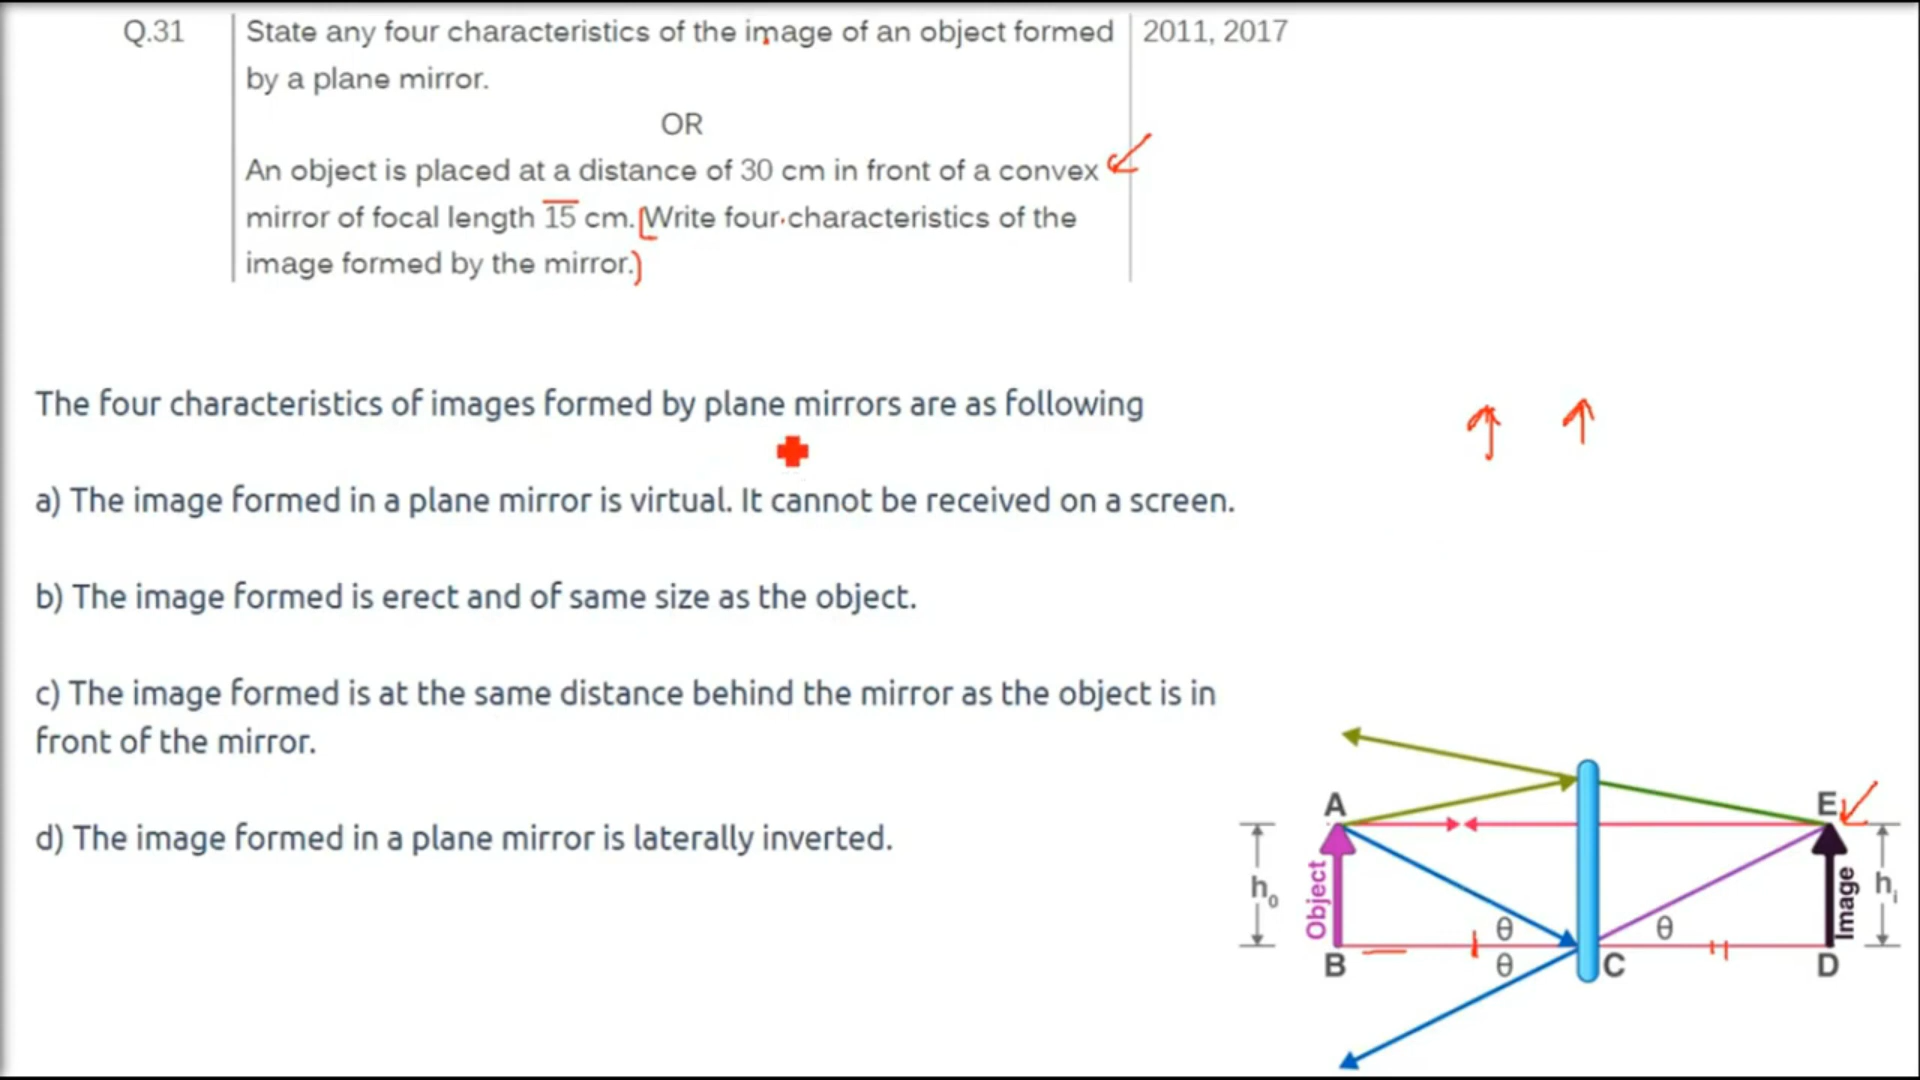 Q.31
State any four characteristics of the image of an object formed
2011, 2017
by a plane mirror.
OR
An object is placed at a distance of 30 cm in front of a convex
mirror of focal length 15 cm. Write four characteristics of the
image formed by the mirror.
The four characteristics of images formed by plane mirrors are as following
a) The image formed in a plane mirror is virtual. It cannot be received on a screen.
b) The image formed is erect and of same size as the object.
c) The image formed is at the same distance behind the mirror as the object is in
front of the mirror.
d) The image formed in a plane mirror is laterally inverted.
A
E
h₀
Object
Image
hᵢ
θ
θ
θ
B
C
D